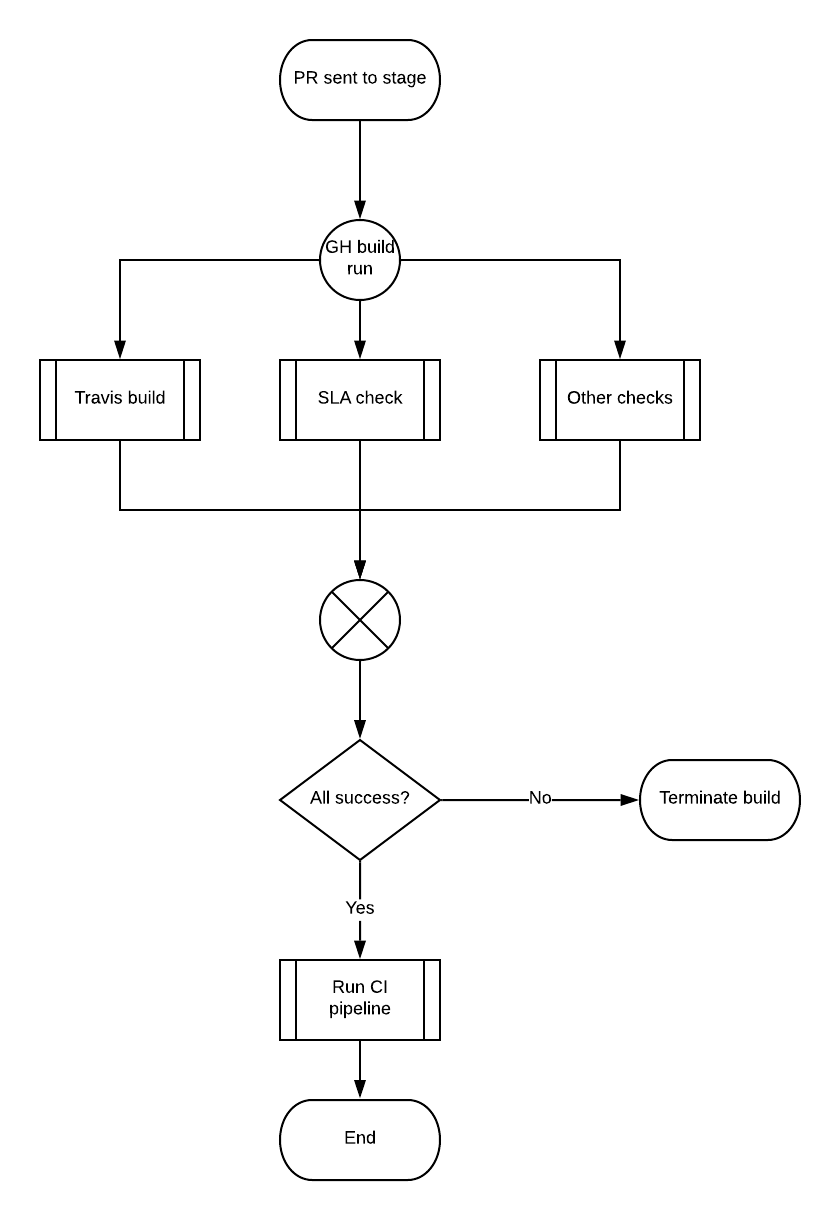 PR sent to stage
GH build
run
Travis build
SLA check
Other checks
All success?
No
Terminate build
Yes
Run CI
pipeline
End